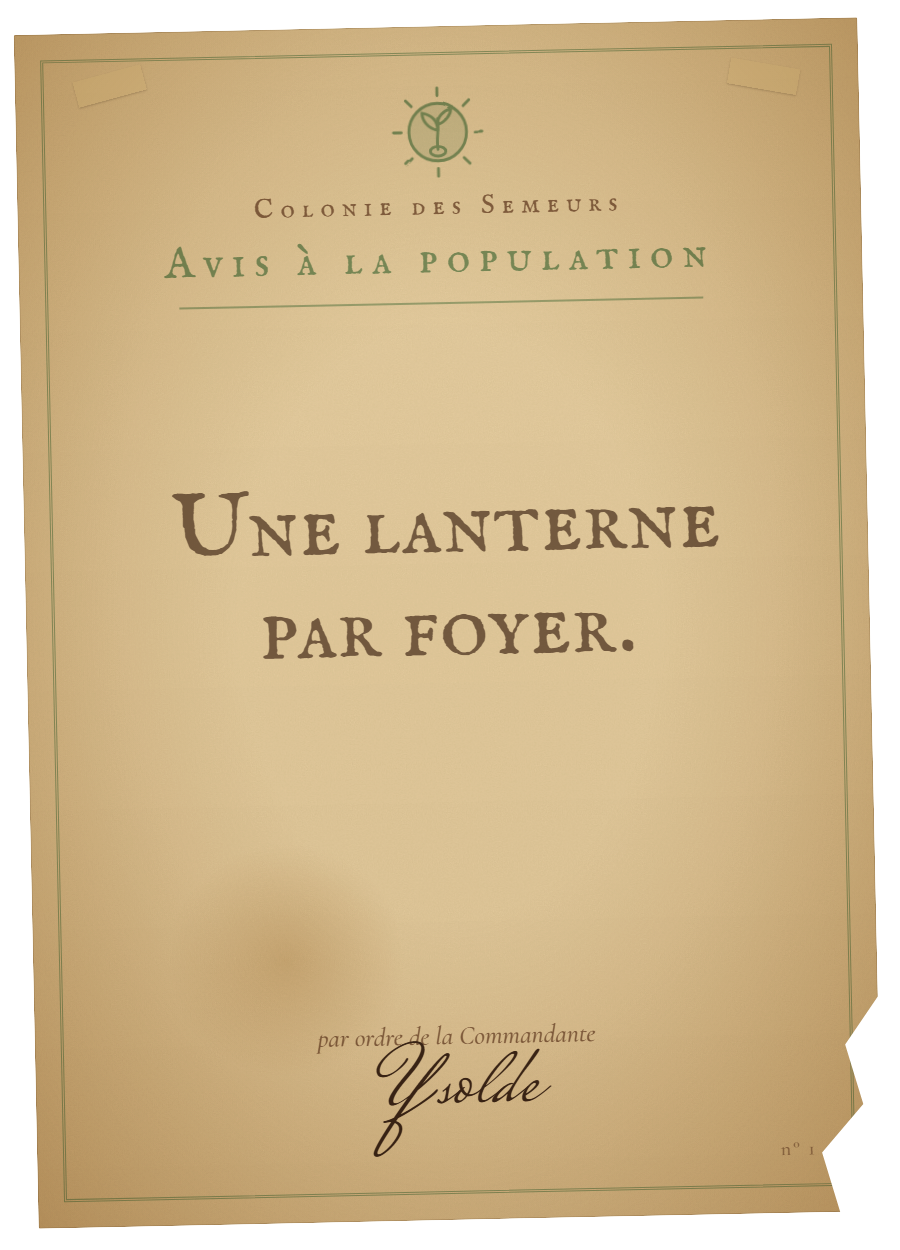 Colonie des Semeurs
Avis à la population
Une lanterne
par foyer.
par ordre de la Commandante
Ysolde
nº 1